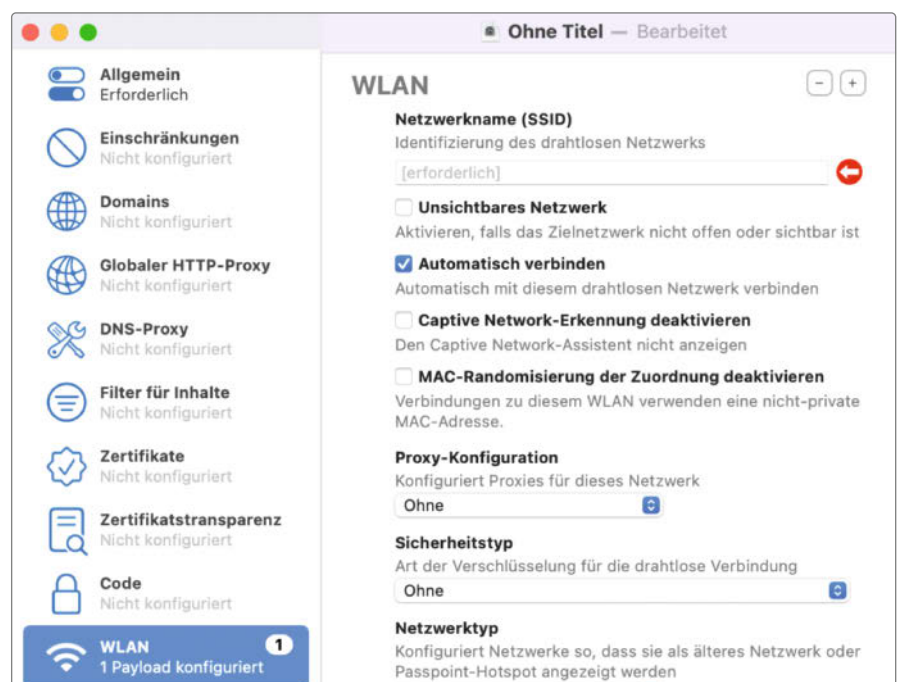 Ohne Titel — Bearbeitet
Allgemein
Erforderlich
Einschränkungen
Nicht konfiguriert
Domains
Nicht konfiguriert
Globaler HTTP-Proxy
Nicht konfiguriert
DNS-Proxy
Nicht konfiguriert
Filter für Inhalte
Nicht konfiguriert
Zertifikate
Nicht konfiguriert
Zertifikatstransparenz
Nicht konfiguriert
Code
Nicht konfiguriert
WLAN 1
1 Payload konfiguriert
WLAN
Netzwerkname (SSID)
Identifizierung des drahtlosen Netzwerks
[erforderlich]
Unsichtbares Netzwerk
Aktivieren, falls das Zielnetzwerk nicht offen oder sichtbar ist
Automatisch verbinden
Automatisch mit diesem drahtlosen Netzwerk verbinden
Captive Network-Erkennung deaktivieren
Den Captive Network-Assistent nicht anzeigen
MAC-Randomisierung der Zuordnung deaktivieren
Verbindungen zu diesem WLAN verwenden eine nicht-private
MAC-Adresse.
Proxy-Konfiguration
Konfiguriert Proxies für dieses Netzwerk
Ohne
Sicherheitstyp
Art der Verschlüsselung für die drahtlose Verbindung
Ohne
Netzwerktyp
Konfiguriert Netzwerke so, dass sie als älteres Netzwerk oder
Passpoint-Hotspot angezeigt werden